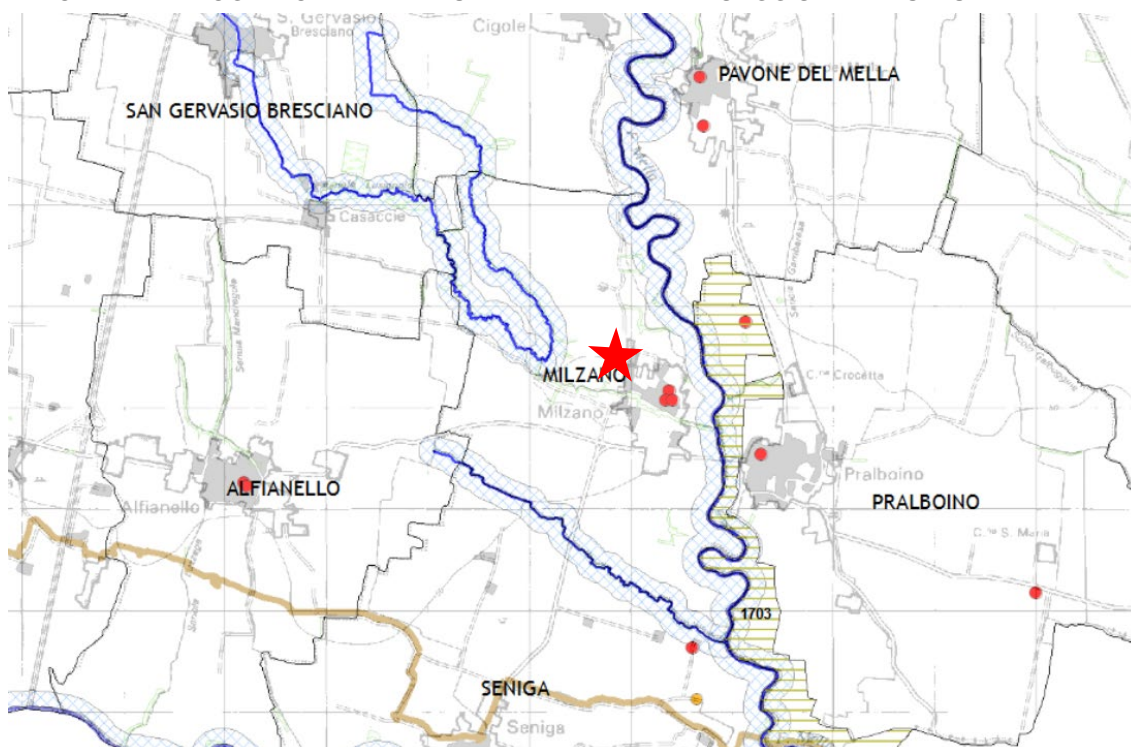 S. Gervasio
Bresciano
Cigole
PAVONE DEL MELLA
SAN GERVASIO BRESCIANO
Casaccie
MILZANO
Milzano
C.na Crocetta
ALFIANELLO
Alfianello
Pralboino
PRALBOINO
C.na S. Maria
1703
SENIGA
Seniga